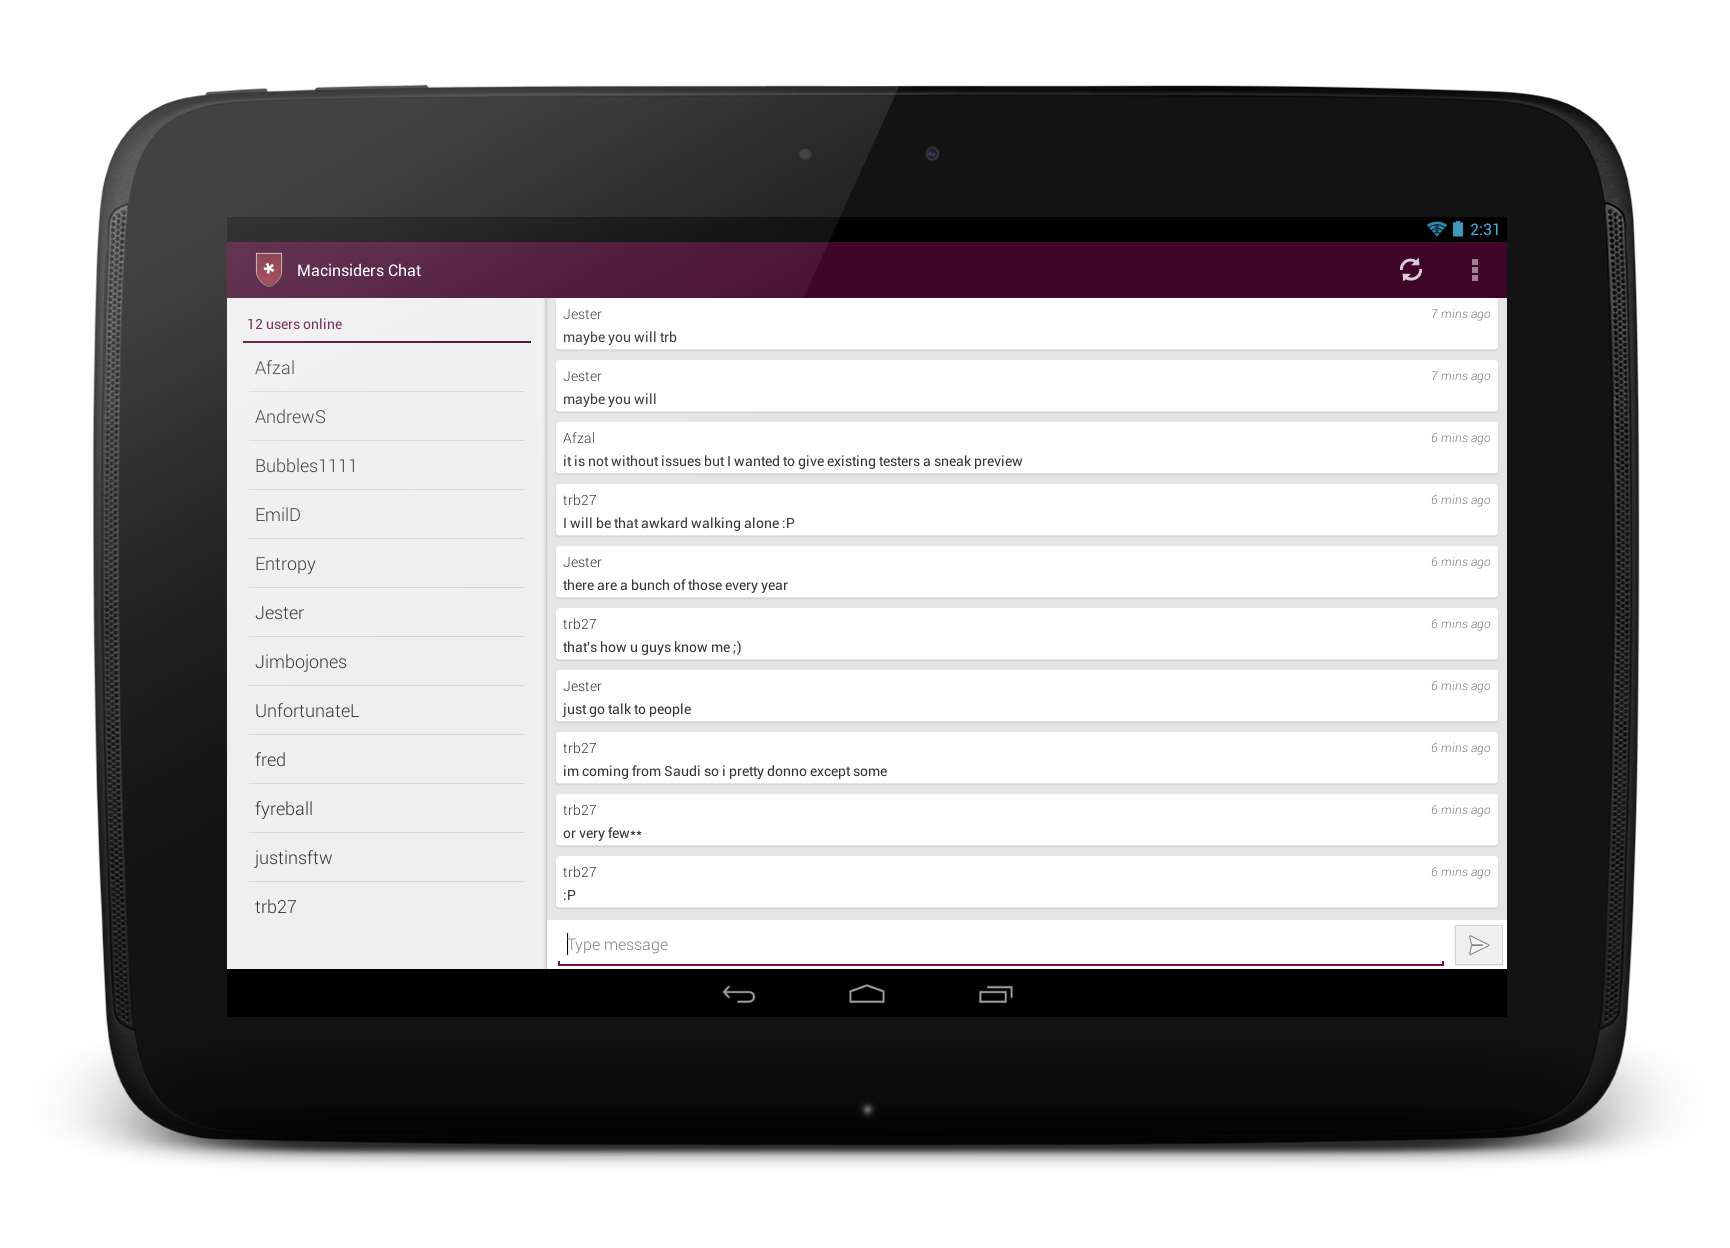 2:31
Macinsiders Chat
12 users online
Afzal
AndrewS
Bubbles1111
EmilD
Entropy
Jester
Jimbojones
UnfortunateL
fred
fyreball
justinsftw
trb27
Jester 7 mins ago
maybe you will trb
Jester 7 mins ago
maybe you will
Afzal 6 mins ago
it is not without issues but I wanted to give existing testers a sneak preview
trb27 6 mins ago
I will be that awkard walking alone :P
Jester 6 mins ago
there are a bunch of those every year
trb27 6 mins ago
that's how u guys know me ;)
Jester 6 mins ago
just go talk to people
trb27 6 mins ago
im coming from Saudi so i pretty donno except some
trb27 6 mins ago
or very few**
trb27 6 mins ago
:P
Type message